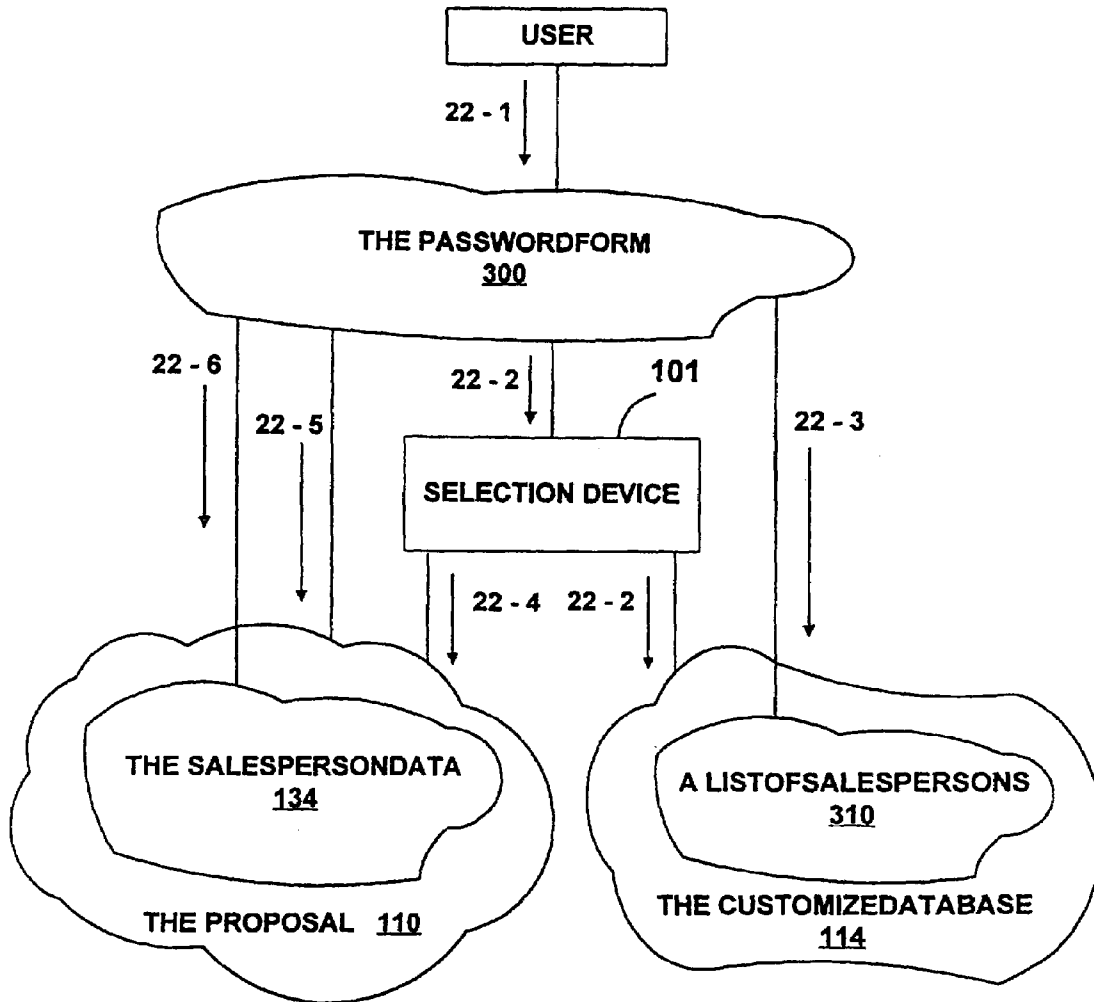 USER
22 - 1
THE PASSWORDFORM
300
22 - 6
22 - 2
101
22 - 5
22 - 3
SELECTION DEVICE
22 - 4
22 - 2
THE SALESPERSONDATA
134
A LISTOFSALESPERSONS
310
THE PROPOSAL 110
THE CUSTOMIZEDATABASE
114